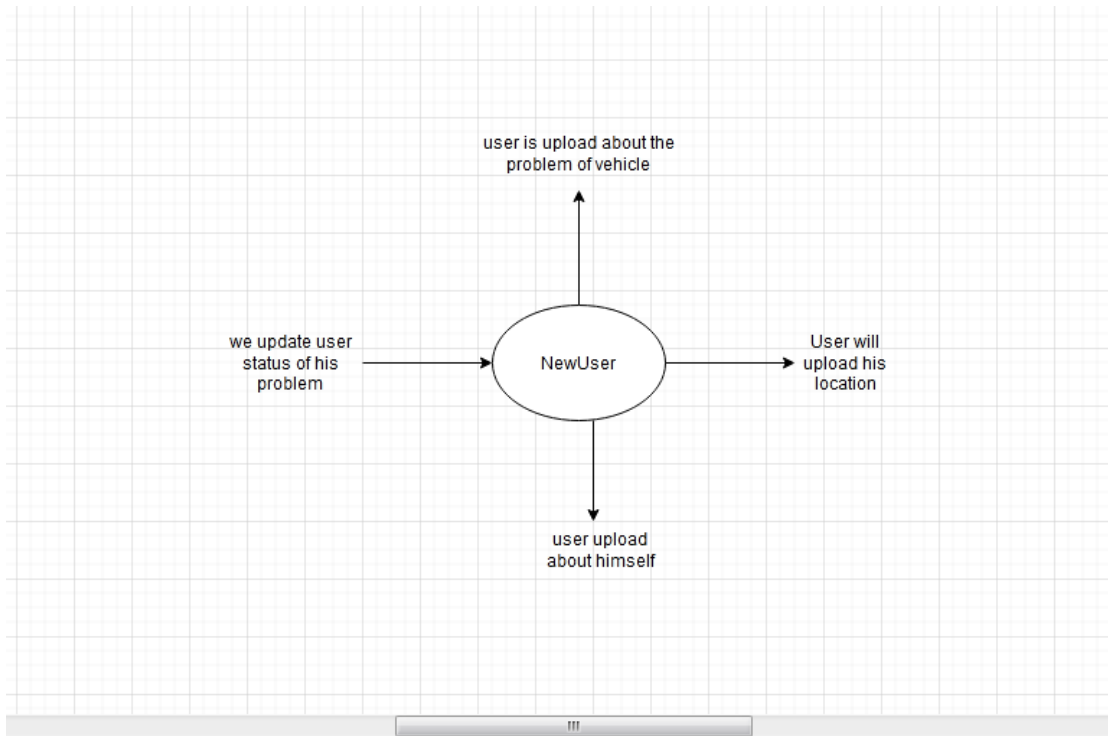 user is upload about the
problem of vehicle
we update user
status of his
problem
NewUser
User will
upload his
location
user upload
about himself